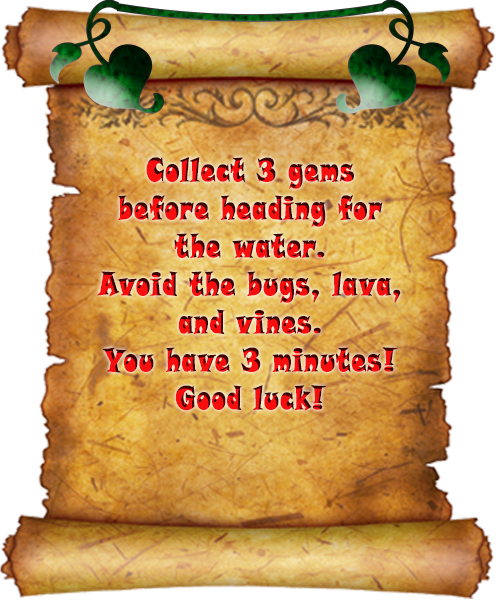 Collect 3 gems
before heading for
the water.
Avoid the bugs, lava,
and vines.
You have 3 minutes!
Good luck!